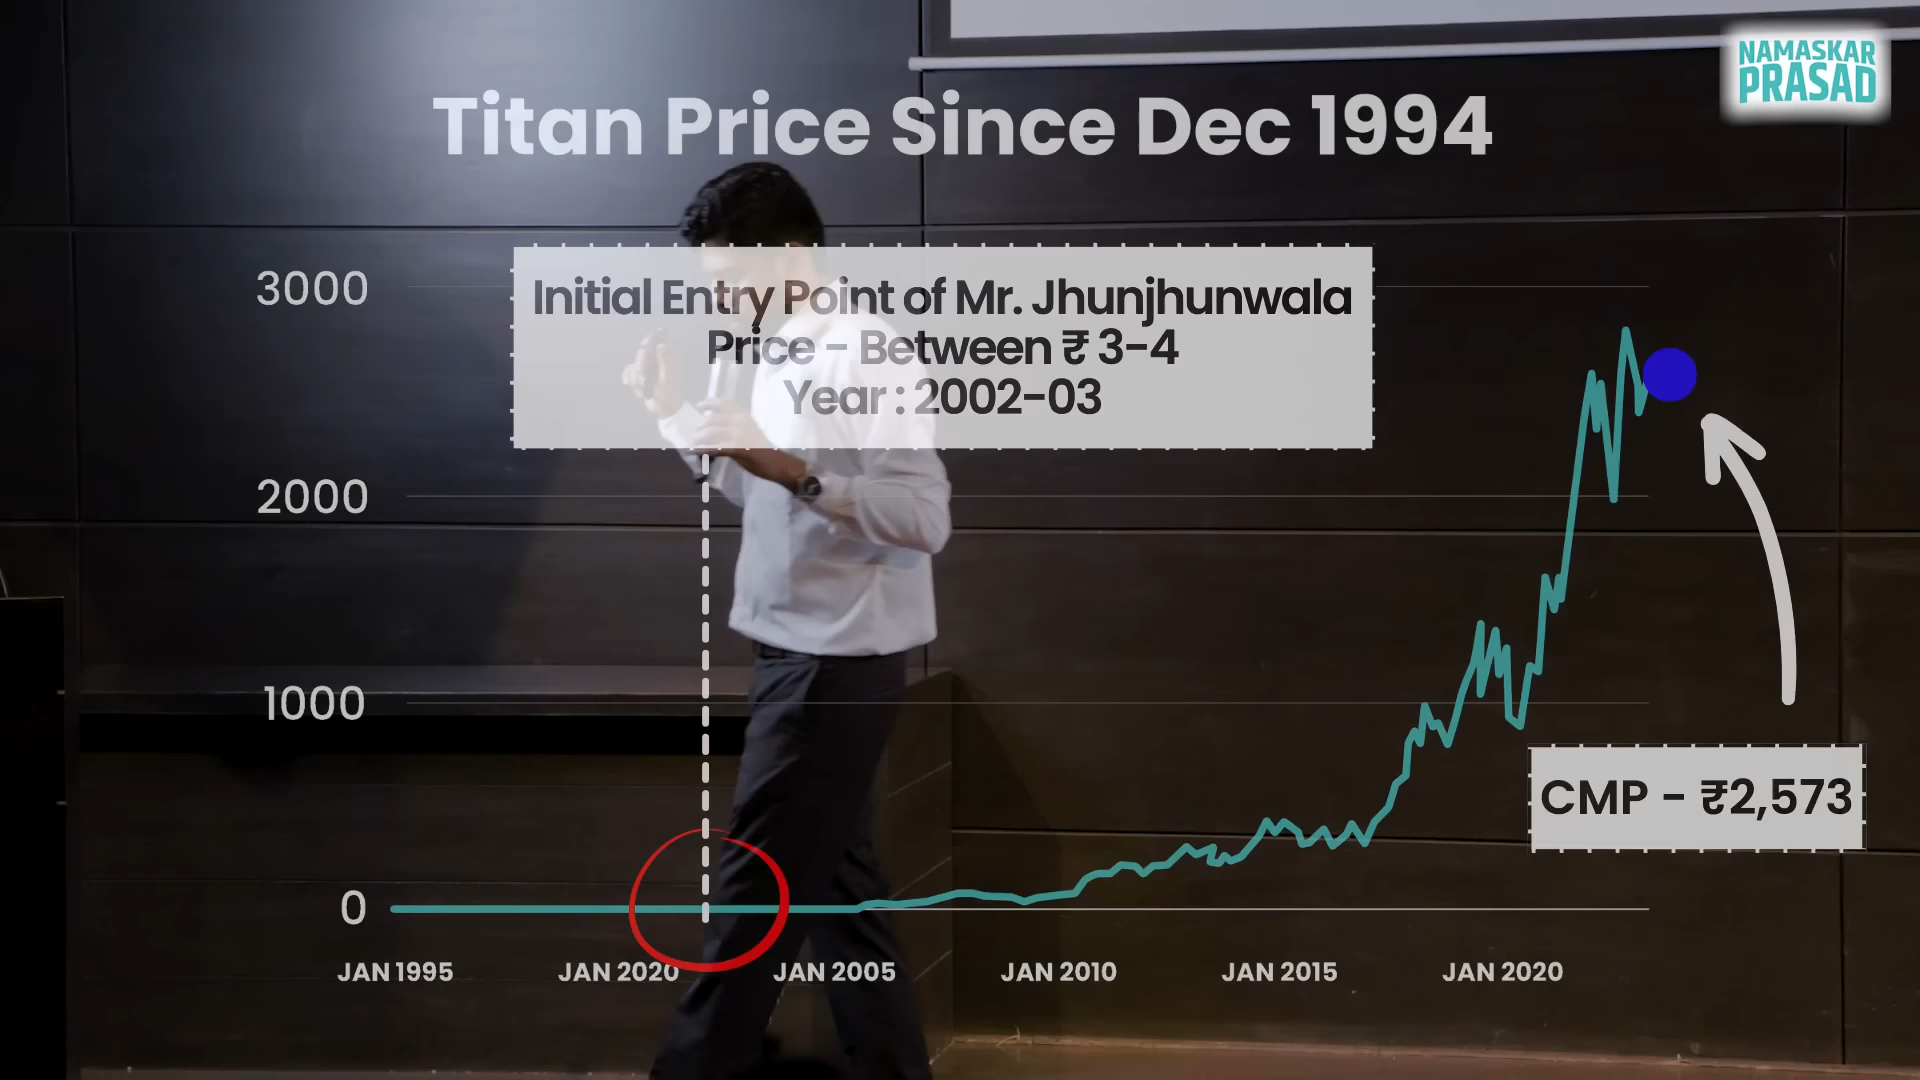 NAMASKAR
PRASAD
Titan Price Since Dec 1994
Initial Entry Point of Mr. Jhunjhunwala
Price - Between ₹ 3-4
Year : 2002-03
3000
2000
1000
0
CMP - ₹2,573
JAN 1995 JAN 2020 JAN 2005 JAN 2010 JAN 2015 JAN 2020